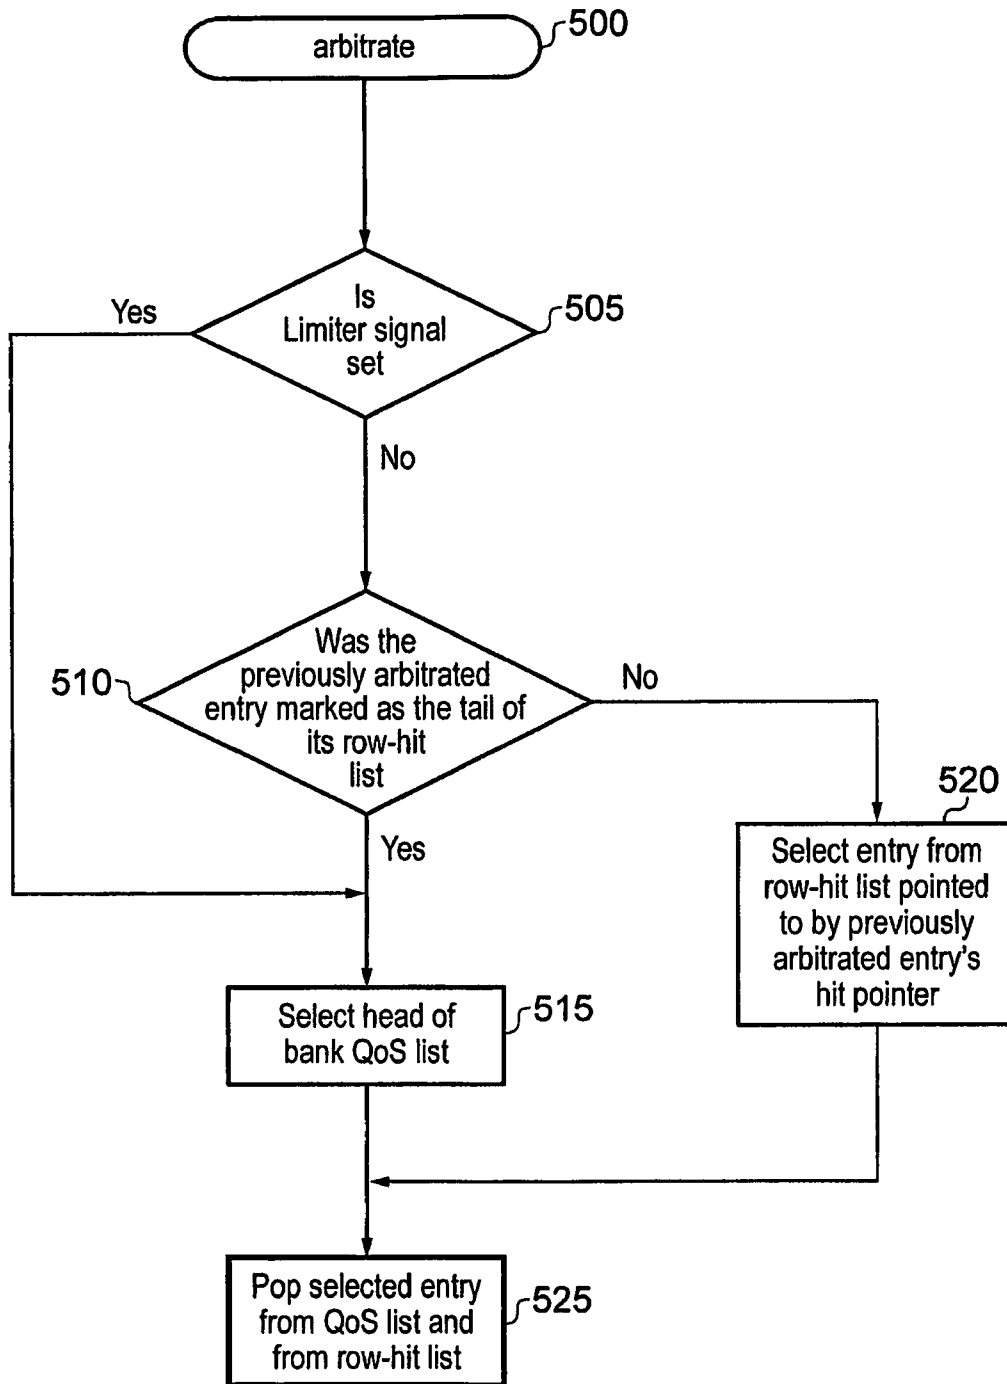 arbitrate
500
Is
Limiter signal
set
505
Yes
No
Was the
previously arbitrated
entry marked as the tail of
its row-hit
list
510
No
Yes
520
Select entry from
row-hit list pointed
to by previously
arbitrated entry's
hit pointer
Select head of
bank QoS list
515
Pop selected entry
from QoS list and
from row-hit list
525